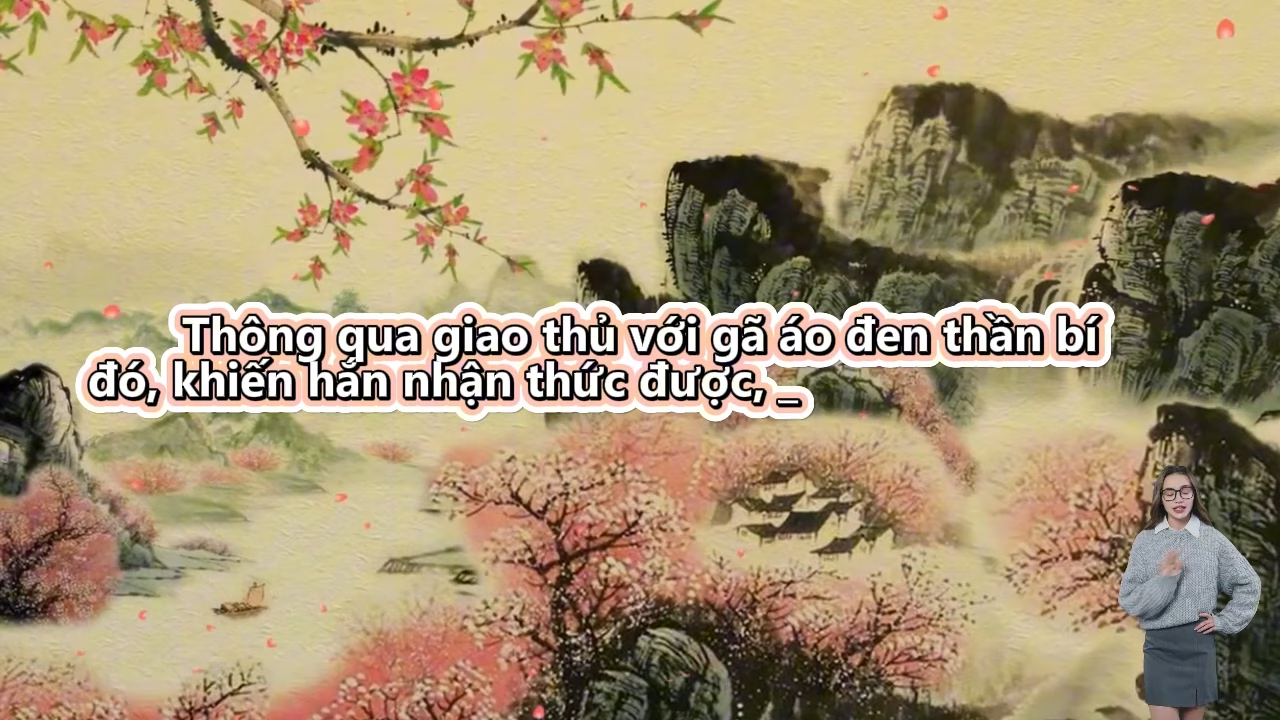 Thông qua giao thủ với gã áo đen thần bí
đó, khiến hắn nhận thức được, _